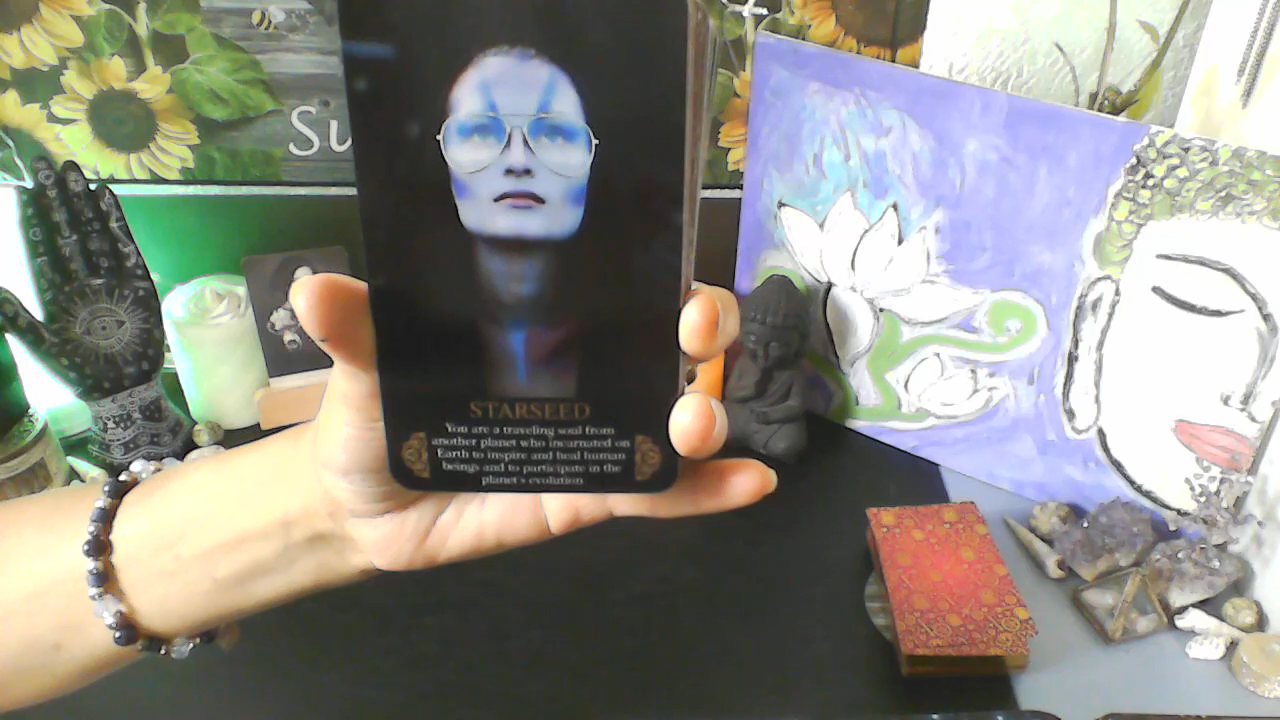 Su
STARSEED
You are a traveling soul from
another planet who incarnated on
Earth to inspire and heal human
beings and to participate in the
planet's evolution